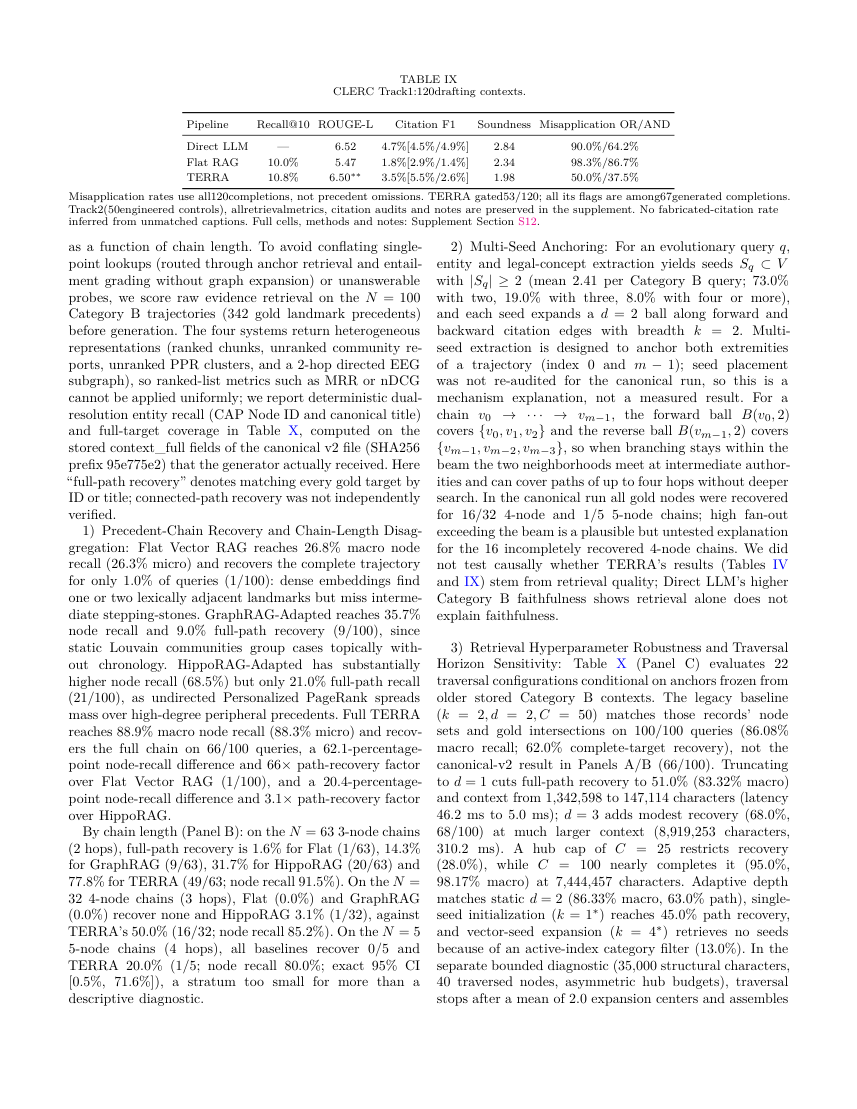 TABLE IX
CLERC Track1:120drafting contexts.
Pipeline Recall@10 ROUGE-L Citation F1 Soundness Misapplication OR/AND
Direct LLM — 6.52 4.7%[4.5%/4.9%] 2.84 90.0%/64.2%
Flat RAG 10.0% 5.47 1.8%[2.9%/1.4%] 2.34 98.3%/86.7%
TERRA 10.8% 6.50** 3.5%[5.5%/2.6%] 1.98 50.0%/37.5%
Misapplication rates use all120completions, not precedent omissions. TERRA gated53/120; all its flags are among67generated completions.
Track2(50engineered controls), allretrievalmetrics, citation audits and notes are preserved in the supplement. No fabricated-citation rate
inferred from unmatched captions. Full cells, methods and notes: Supplement Section S12.
as a function of chain length. To avoid conflating single-
point lookups (routed through anchor retrieval and entail-
ment grading without graph expansion) or unanswerable
probes, we score raw evidence retrieval on the N = 100
Category B trajectories (342 gold landmark precedents)
before generation. The four systems return heterogeneous
representations (ranked chunks, unranked community re-
ports, unranked PPR clusters, and a 2-hop directed EEG
subgraph), so ranked-list metrics such as MRR or nDCG
cannot be applied uniformly; we report deterministic dual-
resolution entity recall (CAP Node ID and canonical title)
and full-target coverage in Table X, computed on the
stored context_full fields of the canonical v2 file (SHA256
prefix 95e775e2) that the generator actually received. Here
“full-path recovery” denotes matching every gold target by
ID or title; connected-path recovery was not independently
verified.
1) Precedent-Chain Recovery and Chain-Length Disag-
gregation: Flat Vector RAG reaches 26.8% macro node
recall (26.3% micro) and recovers the complete trajectory
for only 1.0% of queries (1/100): dense embeddings find
one or two lexically adjacent landmarks but miss interme-
diate stepping-stones. GraphRAG-Adapted reaches 35.7%
node recall and 9.0% full-path recovery (9/100), since
static Louvain communities group cases topically with-
out chronology. HippoRAG-Adapted has substantially
higher node recall (68.5%) but only 21.0% full-path recall
(21/100), as undirected Personalized PageRank spreads
mass over high-degree peripheral precedents. Full TERRA
reaches 88.9% macro node recall (88.3% micro) and recov-
ers the full chain on 66/100 queries, a 62.1-percentage-
point node-recall difference and 66× path-recovery factor
over Flat Vector RAG (1/100), and a 20.4-percentage-
point node-recall difference and 3.1× path-recovery factor
over HippoRAG.
By chain length (Panel B): on the N = 63 3-node chains
(2 hops), full-path recovery is 1.6% for Flat (1/63), 14.3%
for GraphRAG (9/63), 31.7% for HippoRAG (20/63) and
77.8% for TERRA (49/63; node recall 91.5%). On the N =
32 4-node chains (3 hops), Flat (0.0%) and GraphRAG
(0.0%) recover none and HippoRAG 3.1% (1/32), against
TERRA's 50.0% (16/32; node recall 85.2%). On the N = 5
5-node chains (4 hops), all baselines recover 0/5 and
TERRA 20.0% (1/5; node recall 80.0%; exact 95% CI
[0.5%, 71.6%]), a stratum too small for more than a
descriptive diagnostic.
2) Multi-Seed Anchoring: For an evolutionary query q,
entity and legal-concept extraction yields seeds S_q ⊂ V
with |S_q| ≥ 2 (mean 2.41 per Category B query; 73.0%
with two, 19.0% with three, 8.0% with four or more),
and each seed expands a d = 2 ball along forward and
backward citation edges with breadth k = 2. Multi-
seed extraction is designed to anchor both extremities
of a trajectory (index 0 and m − 1); seed placement
was not re-audited for the canonical run, so this is a
mechanism explanation, not a measured result. For a
chain v₀ → ⋯ → v_{m−1}, the forward ball B(v₀, 2)
covers {v₀, v₁, v₂} and the reverse ball B(v_{m−1}, 2) covers
{v_{m−1}, v_{m−2}, v_{m−3}}, so when branching stays within the
beam the two neighborhoods meet at intermediate author-
ities and can cover paths of up to four hops without deeper
search. In the canonical run all gold nodes were recovered
for 16/32 4-node and 1/5 5-node chains; high fan-out
exceeding the beam is a plausible but untested explanation
for the 16 incompletely recovered 4-node chains. We did
not test causally whether TERRA's results (Tables IV
and IX) stem from retrieval quality; Direct LLM's higher
Category B faithfulness shows retrieval alone does not
explain faithfulness.
3) Retrieval Hyperparameter Robustness and Traversal
Horizon Sensitivity: Table X (Panel C) evaluates 22
traversal configurations conditional on anchors frozen from
older stored Category B contexts. The legacy baseline
(k = 2, d = 2, C = 50) matches those records' node
sets and gold intersections on 100/100 queries (86.08%
macro recall; 62.0% complete-target recovery), not the
canonical-v2 result in Panels A/B (66/100). Truncating
to d = 1 cuts full-path recovery to 51.0% (83.32% macro)
and context from 1,342,598 to 147,114 characters (latency
46.2 ms to 5.0 ms); d = 3 adds modest recovery (68.0%,
68/100) at much larger context (8,919,253 characters,
310.2 ms). A hub cap of C = 25 restricts recovery
(28.0%), while C = 100 nearly completes it (95.0%,
98.17% macro) at 7,444,457 characters. Adaptive depth
matches static d = 2 (86.33% macro, 63.0% path), single-
seed initialization (k = 1*) reaches 45.0% path recovery,
and vector-seed expansion (k = 4*) retrieves no seeds
because of an active-index category filter (13.0%). In the
separate bounded diagnostic (35,000 structural characters,
40 traversed nodes, asymmetric hub budgets), traversal
stops after a mean of 2.0 expansion centers and assembles